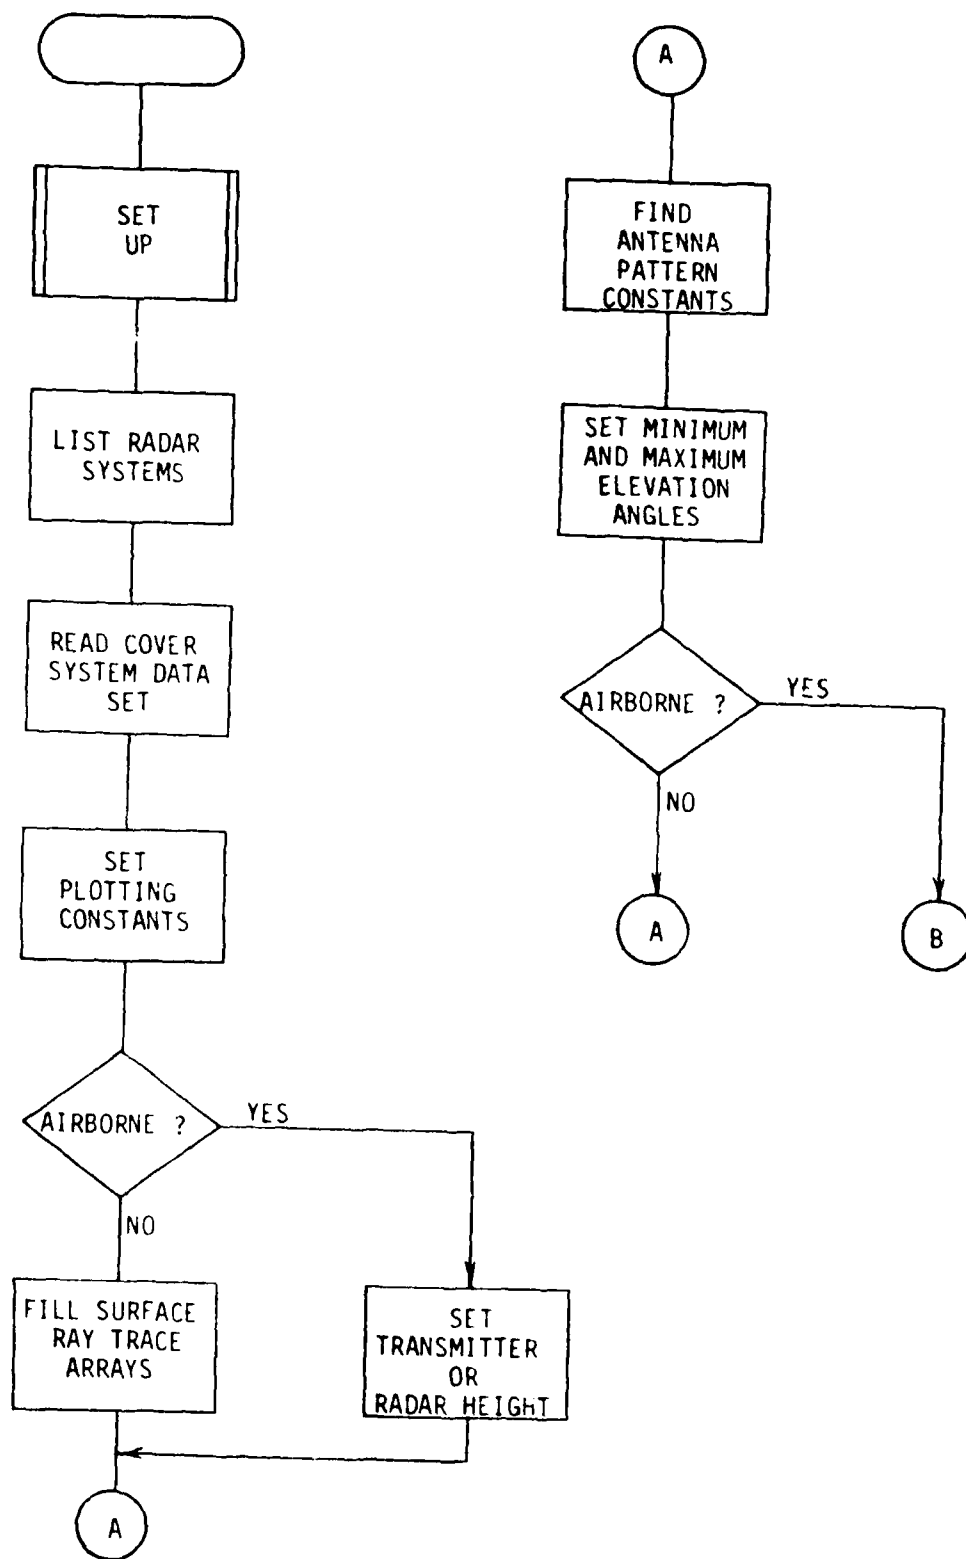 SET
UP
LIST RADAR
SYSTEMS
READ COVER
SYSTEM DATA
SET
SET
PLOTTING
CONSTANTS
AIRBORNE ?
YES
NO
FILL SURFACE
RAY TRACE
ARRAYS
SET
TRANSMITTER
OR
RADAR HEIGHT
A
A
FIND
ANTENNA
PATTERN
CONSTANTS
SET MINIMUM
AND MAXIMUM
ELEVATION
ANGLES
AIRBORNE ?
YES
NO
A
B